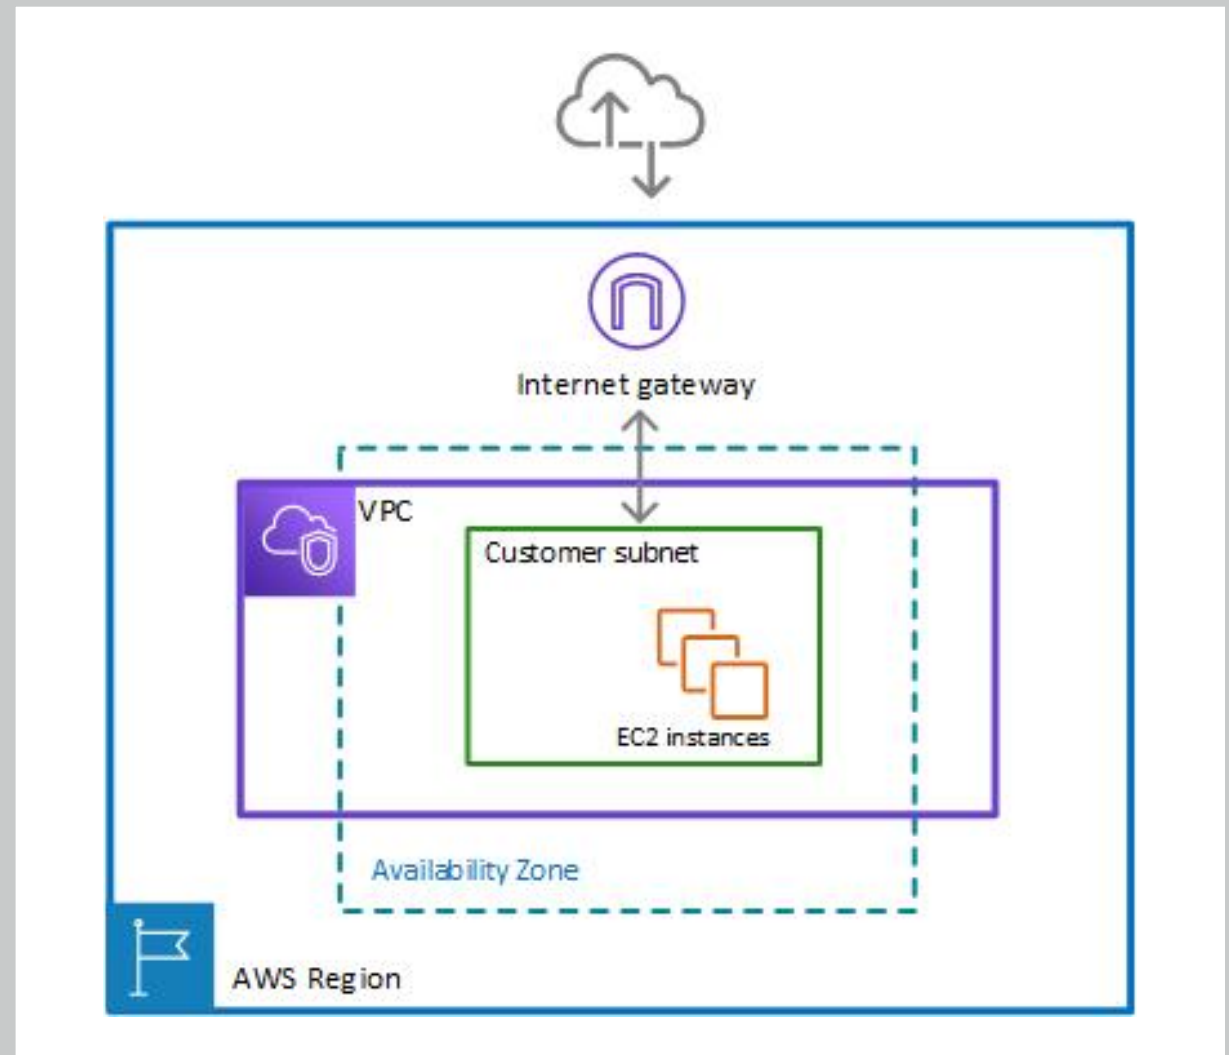 Internet gateway
VPC
Customer subnet
EC2 instances
Availability Zone
AWS Region